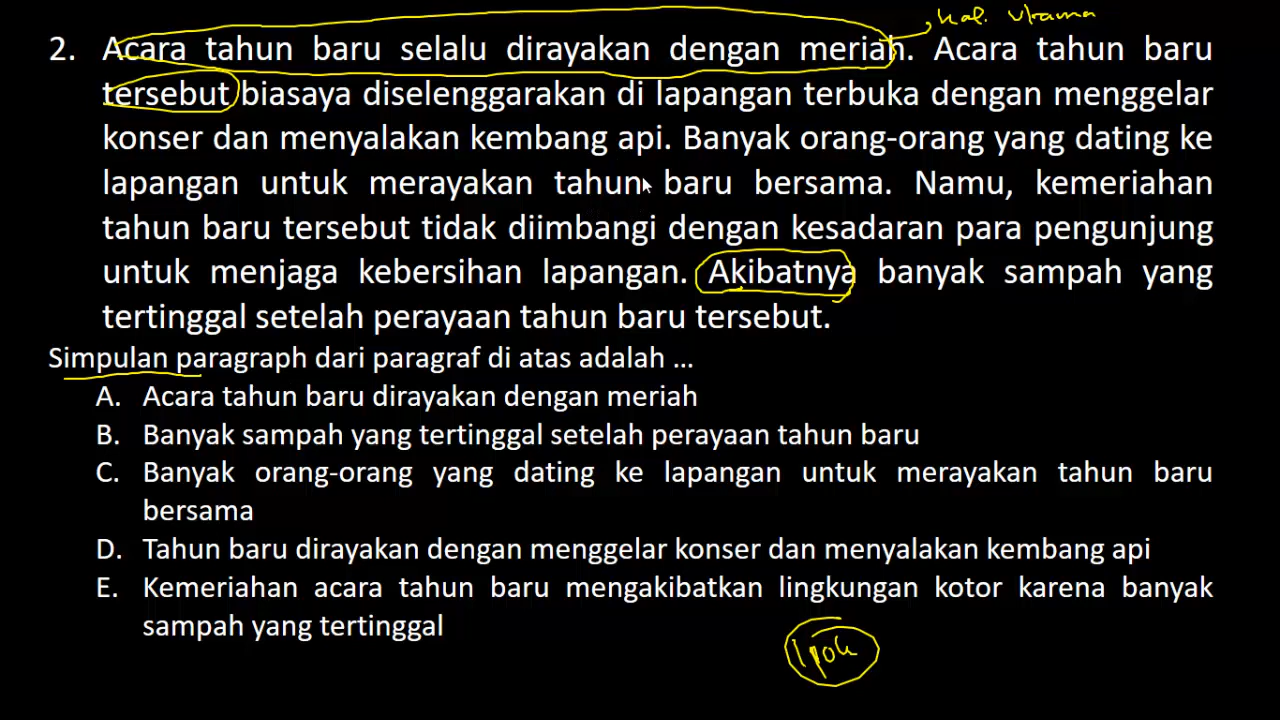 kal. utama
2. Acara tahun baru selalu dirayakan dengan meriah. Acara tahun baru
tersebut biasaya diselenggarakan di lapangan terbuka dengan menggelar
konser dan menyalakan kembang api. Banyak orang-orang yang dating ke
lapangan untuk merayakan tahun baru bersama. Namu, kemeriahan
tahun baru tersebut tidak diimbangi dengan kesadaran para pengunjung
untuk menjaga kebersihan lapangan. Akibatnya banyak sampah yang
tertinggal setelah perayaan tahun baru tersebut.
Simpulan paragraph dari paragraf di atas adalah ...
A. Acara tahun baru dirayakan dengan meriah
B. Banyak sampah yang tertinggal setelah perayaan tahun baru
C. Banyak orang-orang yang dating ke lapangan untuk merayakan tahun baru
bersama
D. Tahun baru dirayakan dengan menggelar konser dan menyalakan kembang api
E. Kemeriahan acara tahun baru mengakibatkan lingkungan kotor karena banyak
sampah yang tertinggal